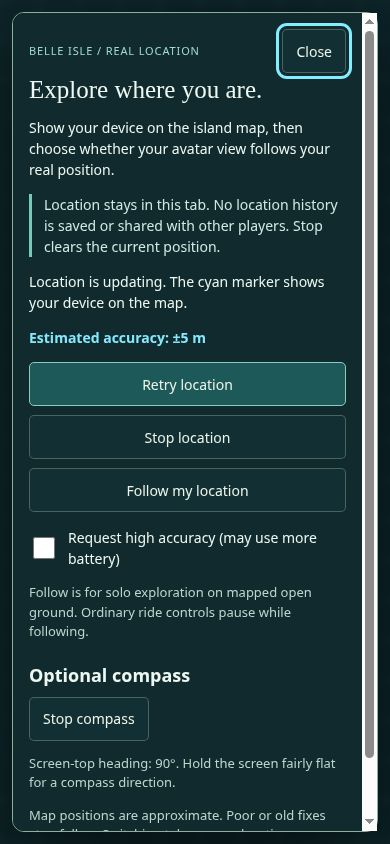 BELLE ISLE / REAL LOCATION
Close
Explore where you are.
Show your device on the island map, then
choose whether your avatar view follows your
real position.
Location stays in this tab. No location history
is saved or shared with other players. Stop
clears the current position.
Location is updating. The cyan marker shows
your device on the map.
Estimated accuracy: ±5 m
Retry location
Stop location
Follow my location
Request high accuracy (may use more
battery)
Follow is for solo exploration on mapped open
ground. Ordinary ride controls pause while
following.
Optional compass
Stop compass
Screen-top heading: 90°. Hold the screen fairly flat
for a compass direction.
Map positions are approximate. Poor or old fixes